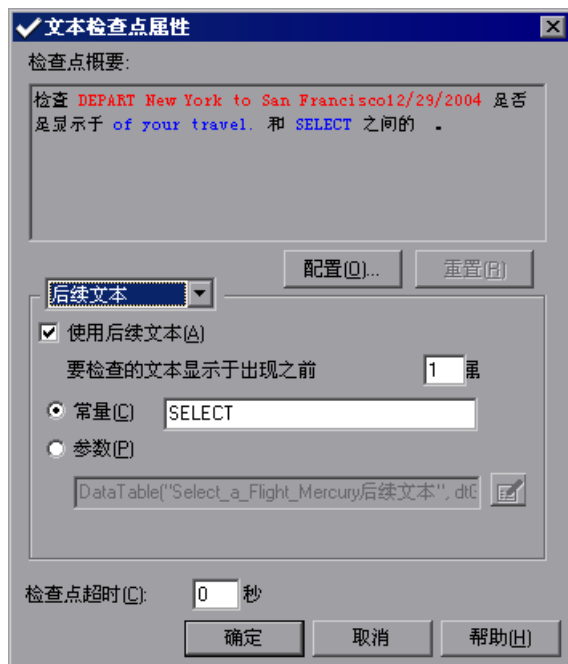 文本检查点属性
检查点概要:
检查 DEPART New York to San Francisco12/29/2004 是否
是显示于 of your travel. 和 SELECT 之间的 .
配置(O)... 重置(R)
后续文本
使用后续文本(A)
要检查的文本显示于出现之前 1
常量(C) SELECT
参数(P)
DataTable("Select_a_Flight_Mercury后续文本", dtG
检查点超时(C): 0 秒
确定 取消 帮助(H)